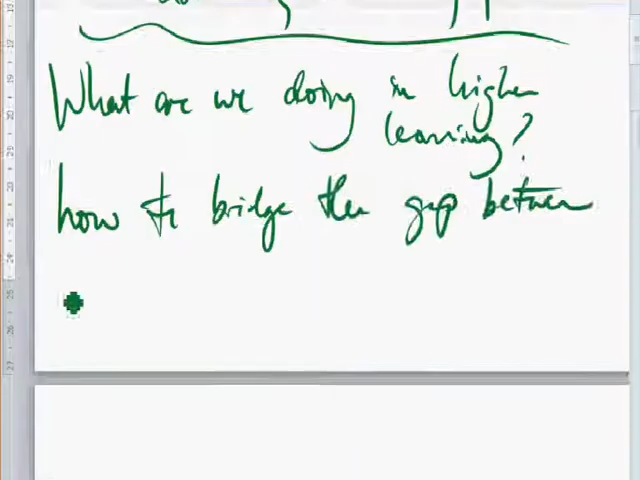 What are we doing in higher
learning?
how to bridge the gap between